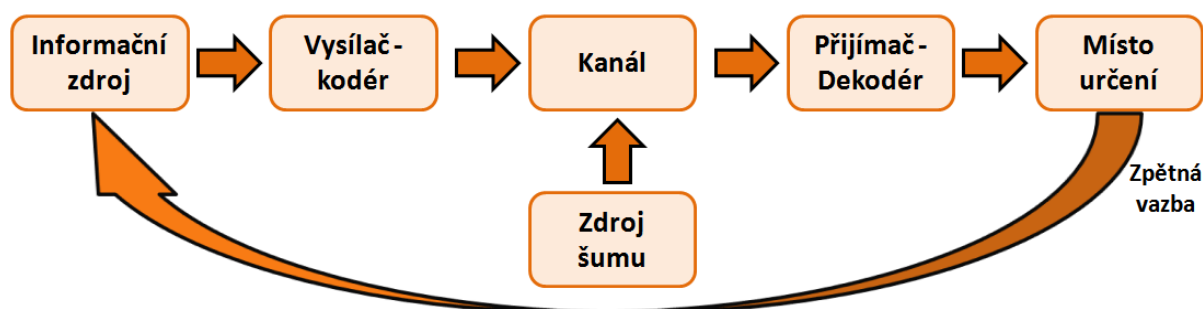 Informační
zdroj
Vysílač -
kodér
Kanál
Přijímač -
Dekodér
Místo
určení
Zdroj
šumu
Zpětná
vazba